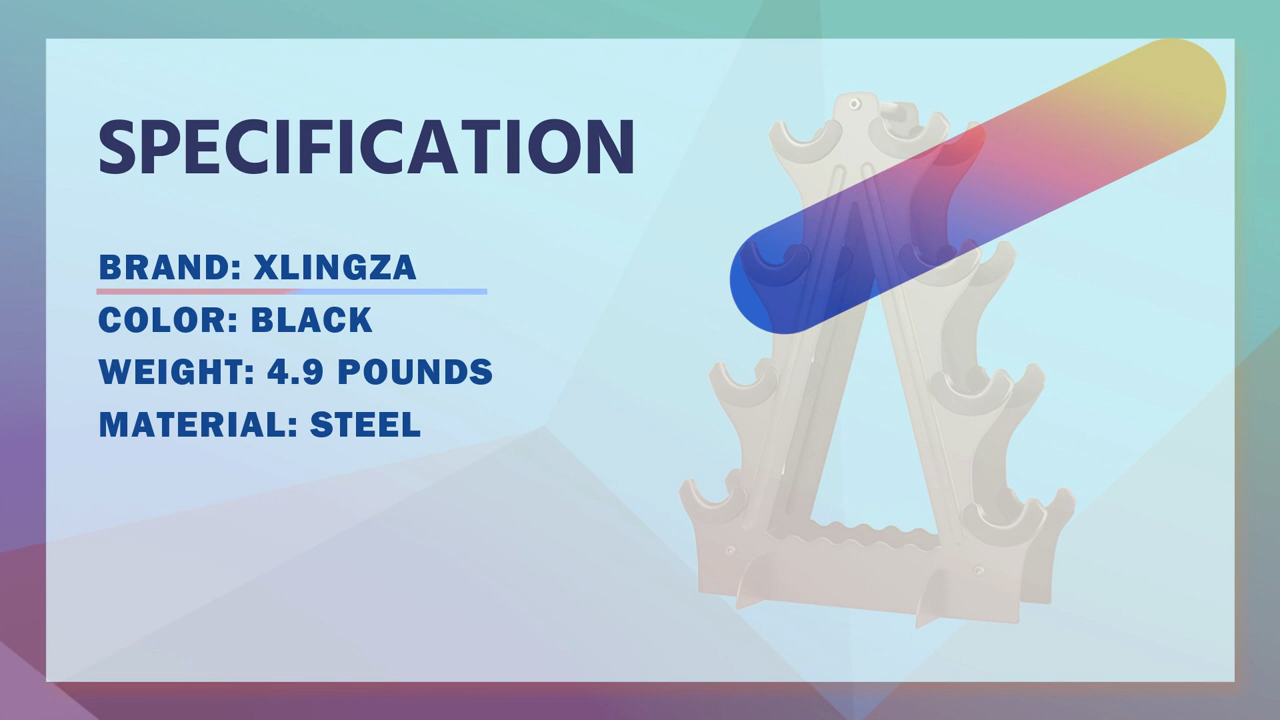 SPECIFICATION
BRAND: XLINGZA
COLOR: BLACK
WEIGHT: 4.9 POUNDS
MATERIAL: STEEL